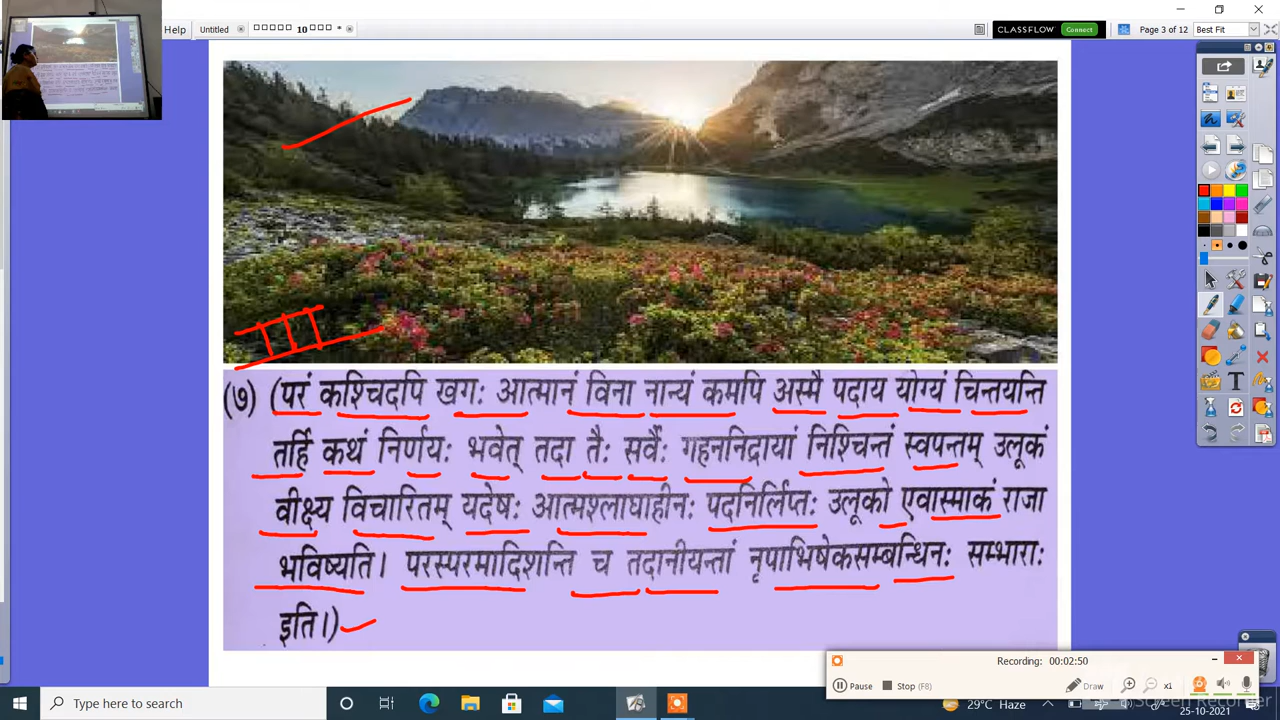 Help
Untitled
10
*
CLASSFLOW
Connect
Page 3 of 12
Best Fit
(७) (परं कश्चिदपि खगः आत्मानं विना नान्यं कमपि अस्मै पदाय योग्यं चिन्तयन्ति
तर्हि कथं निर्णयः भवेत् तदा तैः सर्वैः गहननिद्रायां निश्चिन्तं स्वपन्तम् उलूकं
वीक्ष्य विचारितम् यदेषः आत्मश्लाघाहीनः पदनिर्लिप्तः उलूको एवास्माकं राजा
भविष्यति। परस्परमादिशन्ति च तदानीयन्तां नृपाभिषेकसम्बन्धिनः सम्भाराः
इति।)
Recording: 00:02:50
Pause
Stop (F8)
Draw
x1
Type here to search
29°C Haze
25-10-2021